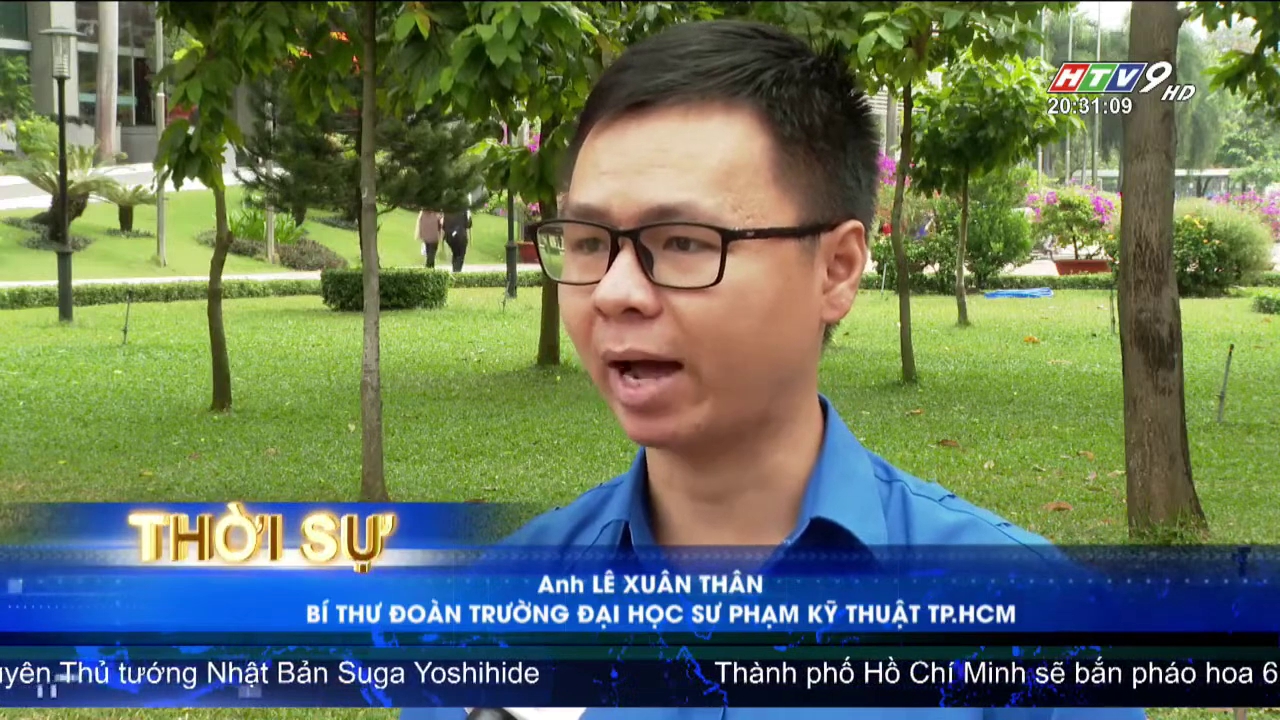 HTV9 HD
20:31:09
THỜI SỰ
Anh LÊ XUÂN THÂN
BÍ THƯ ĐOÀN TRƯỜNG ĐẠI HỌC SƯ PHẠM KỸ THUẬT TP.HCM
Thủ tướng Nhật Bản Suga Yoshihide
Thành phố Hồ Chí Minh sẽ bắn pháo hoa 6